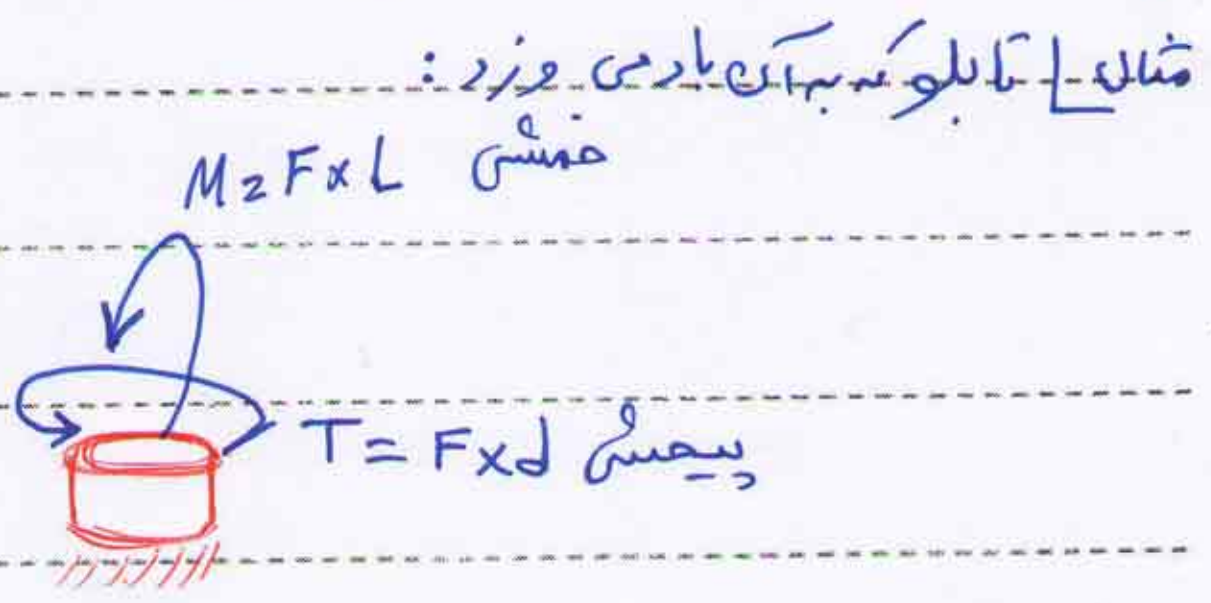 مثال تابلو که به آن باد می وزد :
M = F x L خمشی
T = F x d پیچشی